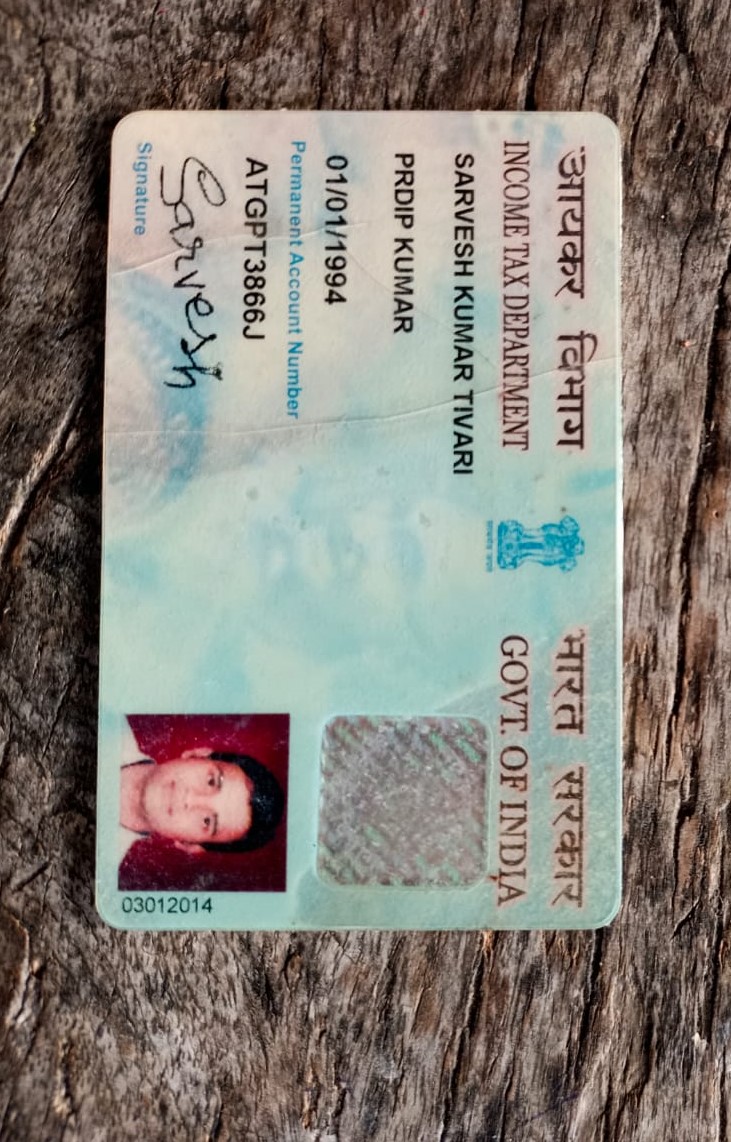 आयकर विभाग
INCOME TAX DEPARTMENT
सत्यमेव जयते
भारत सरकार
GOVT. OF INDIA
SARVESH KUMAR TIVARI
PRDIP KUMAR
01/01/1994
Permanent Account Number
ATGPT3866J
Sarvesh
Signature
03012014